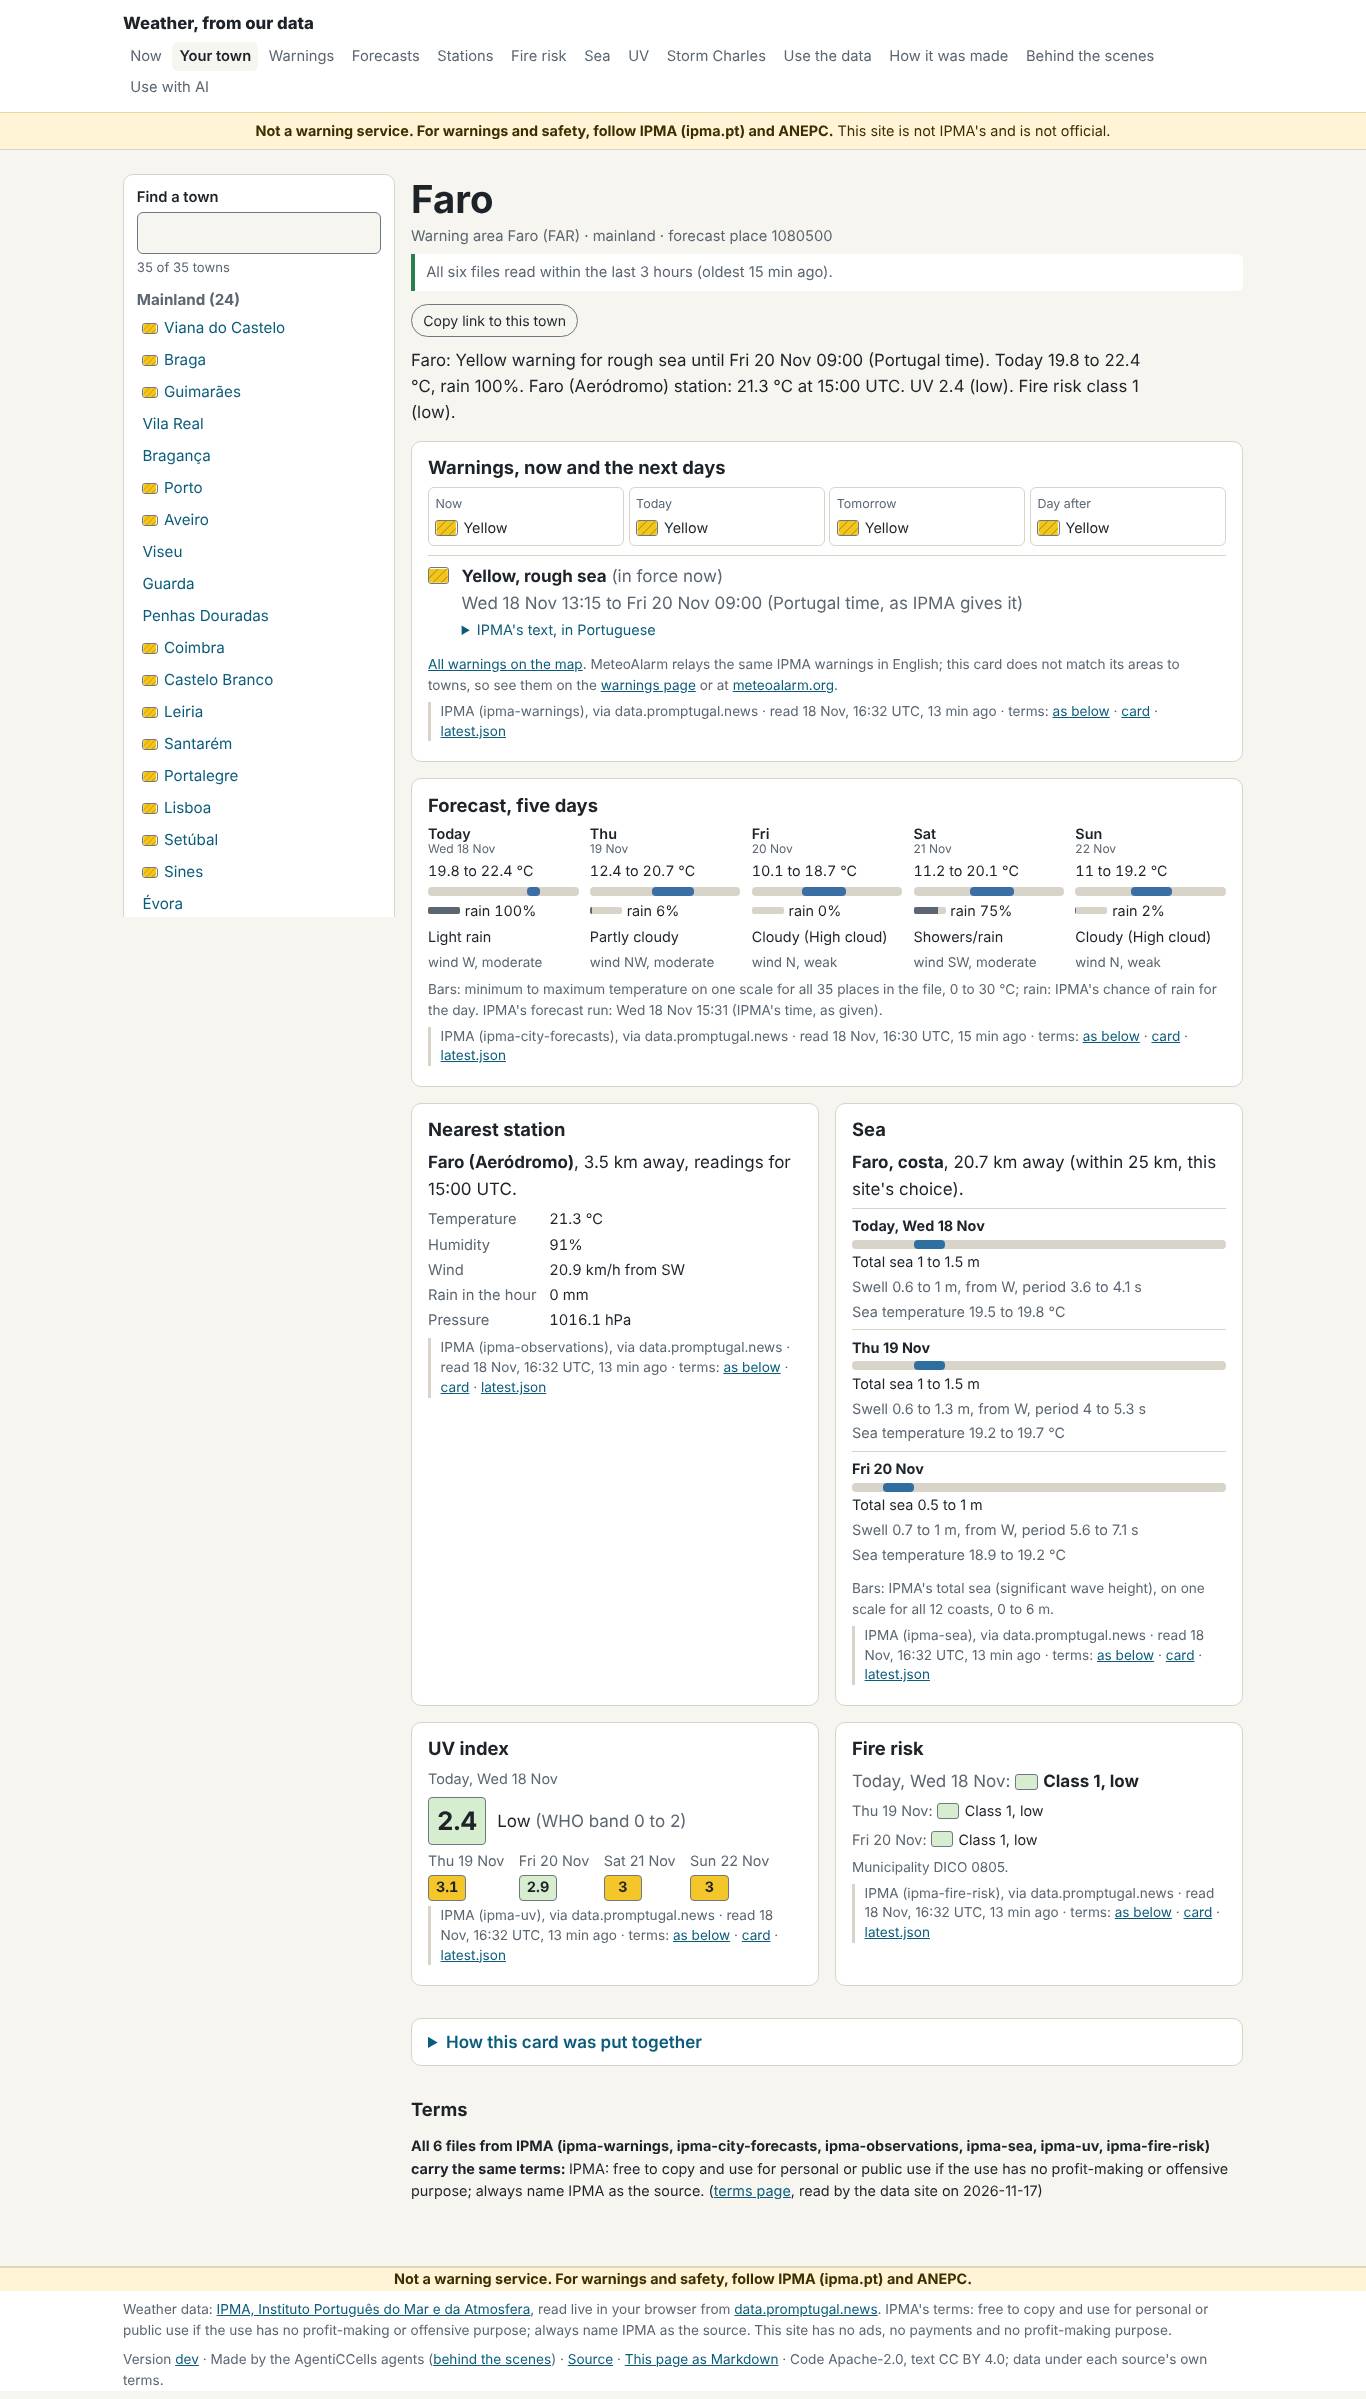 Weather, from our data
Now Your town Warnings Forecasts Stations Fire risk Sea UV Storm Charles Use the data How it was made Behind the scenes
Use with AI
Not a warning service. For warnings and safety, follow IPMA (ipma.pt) and ANEPC. This site is not IPMA's and is not official.
Find a town
35 of 35 towns
Mainland (24)
Viana do Castelo
Braga
Guimarães
Vila Real
Bragança
Porto
Aveiro
Viseu
Guarda
Penhas Douradas
Coimbra
Castelo Branco
Leiria
Santarém
Portalegre
Lisboa
Setúbal
Sines
Évora
Faro
Warning area Faro (FAR) · mainland · forecast place 1080500
All six files read within the last 3 hours (oldest 15 min ago).
Copy link to this town
Faro: Yellow warning for rough sea until Fri 20 Nov 09:00 (Portugal time). Today 19.8 to 22.4
°C, rain 100%. Faro (Aeródromo) station: 21.3 °C at 15:00 UTC. UV 2.4 (low). Fire risk class 1
(low).
Warnings, now and the next days
Now Today Tomorrow Day after
Yellow Yellow Yellow Yellow
Yellow, rough sea (in force now)
Wed 18 Nov 13:15 to Fri 20 Nov 09:00 (Portugal time, as IPMA gives it)
▶ IPMA's text, in Portuguese
All warnings on the map. MeteoAlarm relays the same IPMA warnings in English; this card does not match its areas to
towns, so see them on the warnings page or at meteoalarm.org.
IPMA (ipma-warnings), via data.promptugal.news · read 18 Nov, 16:32 UTC, 13 min ago · terms: as below · card ·
latest.json
Forecast, five days
Today Thu Fri Sat Sun
Wed 18 Nov 19 Nov 20 Nov 21 Nov 22 Nov
19.8 to 22.4 °C 12.4 to 20.7 °C 10.1 to 18.7 °C 11.2 to 20.1 °C 11 to 19.2 °C
rain 100% rain 6% rain 0% rain 75% rain 2%
Light rain Partly cloudy Cloudy (High cloud) Showers/rain Cloudy (High cloud)
wind W, moderate wind NW, moderate wind N, weak wind SW, moderate wind N, weak
Bars: minimum to maximum temperature on one scale for all 35 places in the file, 0 to 30 °C; rain: IPMA's chance of rain for
the day. IPMA's forecast run: Wed 18 Nov 15:31 (IPMA's time, as given).
IPMA (ipma-city-forecasts), via data.promptugal.news · read 18 Nov, 16:30 UTC, 15 min ago · terms: as below · card ·
latest.json
Nearest station
Faro (Aeródromo), 3.5 km away, readings for
15:00 UTC.
Temperature 21.3 °C
Humidity 91%
Wind 20.9 km/h from SW
Rain in the hour 0 mm
Pressure 1016.1 hPa
IPMA (ipma-observations), via data.promptugal.news ·
read 18 Nov, 16:32 UTC, 13 min ago · terms: as below ·
card · latest.json
Sea
Faro, costa, 20.7 km away (within 25 km, this
site's choice).
Today, Wed 18 Nov
Total sea 1 to 1.5 m
Swell 0.6 to 1 m, from W, period 3.6 to 4.1 s
Sea temperature 19.5 to 19.8 °C
Thu 19 Nov
Total sea 1 to 1.5 m
Swell 0.6 to 1.3 m, from W, period 4 to 5.3 s
Sea temperature 19.2 to 19.7 °C
Fri 20 Nov
Total sea 0.5 to 1 m
Swell 0.7 to 1 m, from W, period 5.6 to 7.1 s
Sea temperature 18.9 to 19.2 °C
Bars: IPMA's total sea (significant wave height), on one
scale for all 12 coasts, 0 to 6 m.
IPMA (ipma-sea), via data.promptugal.news · read 18
Nov, 16:32 UTC, 13 min ago · terms: as below · card ·
latest.json
UV index
Today, Wed 18 Nov
2.4 Low (WHO band 0 to 2)
Thu 19 Nov Fri 20 Nov Sat 21 Nov Sun 22 Nov
3.1 2.9 3 3
IPMA (ipma-uv), via data.promptugal.news · read 18
Nov, 16:32 UTC, 13 min ago · terms: as below · card ·
latest.json
Fire risk
Today, Wed 18 Nov: Class 1, low
Thu 19 Nov: Class 1, low
Fri 20 Nov: Class 1, low
Municipality DICO 0805.
IPMA (ipma-fire-risk), via data.promptugal.news · read
18 Nov, 16:32 UTC, 13 min ago · terms: as below · card ·
latest.json
▶ How this card was put together
Terms
All 6 files from IPMA (ipma-warnings, ipma-city-forecasts, ipma-observations, ipma-sea, ipma-uv, ipma-fire-risk)
carry the same terms: IPMA: free to copy and use for personal or public use if the use has no profit-making or offensive
purpose; always name IPMA as the source. (terms page, read by the data site on 2026-11-17)
Not a warning service. For warnings and safety, follow IPMA (ipma.pt) and ANEPC.
Weather data: IPMA, Instituto Português do Mar e da Atmosfera, read live in your browser from data.promptugal.news. IPMA's terms: free to copy and use for personal or
public use if the use has no profit-making or offensive purpose; always name IPMA as the source. This site has no ads, no payments and no profit-making purpose.
Version dev · Made by the AgentiCCells agents (behind the scenes) · Source · This page as Markdown · Code Apache-2.0, text CC BY 4.0; data under each source's own
terms.